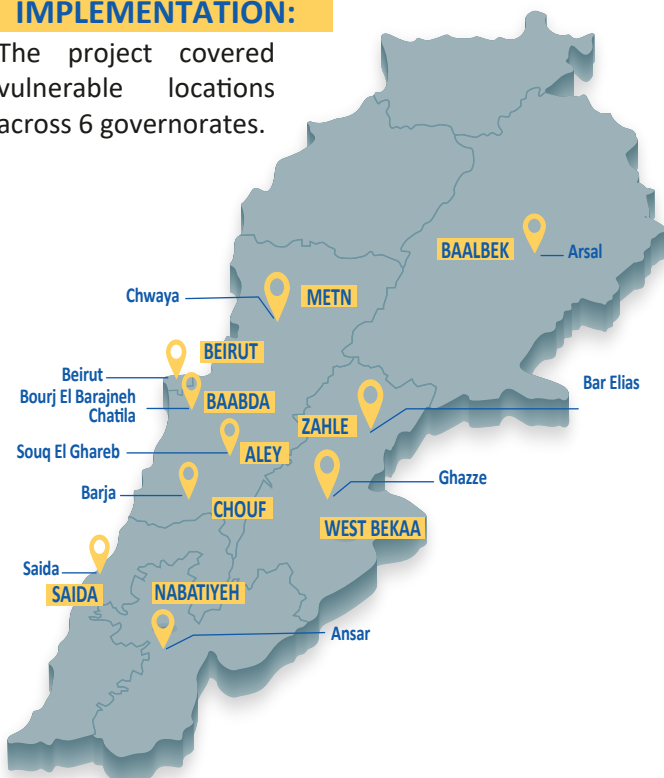 IMPLEMENTATION:
The project covered
vulnerable locations
across 6 governorates.
BAALBEK
Arsal
Chwaya
METN
BEIRUT
Beirut
Bourj El Barajneh
Chatila
BAABDA
Bar Elias
ZAHLE
Souq El Ghareb
ALEY
Ghazze
Barja
CHOUF
WEST BEKAA
Saida
SAIDA
NABATIYEH
Ansar